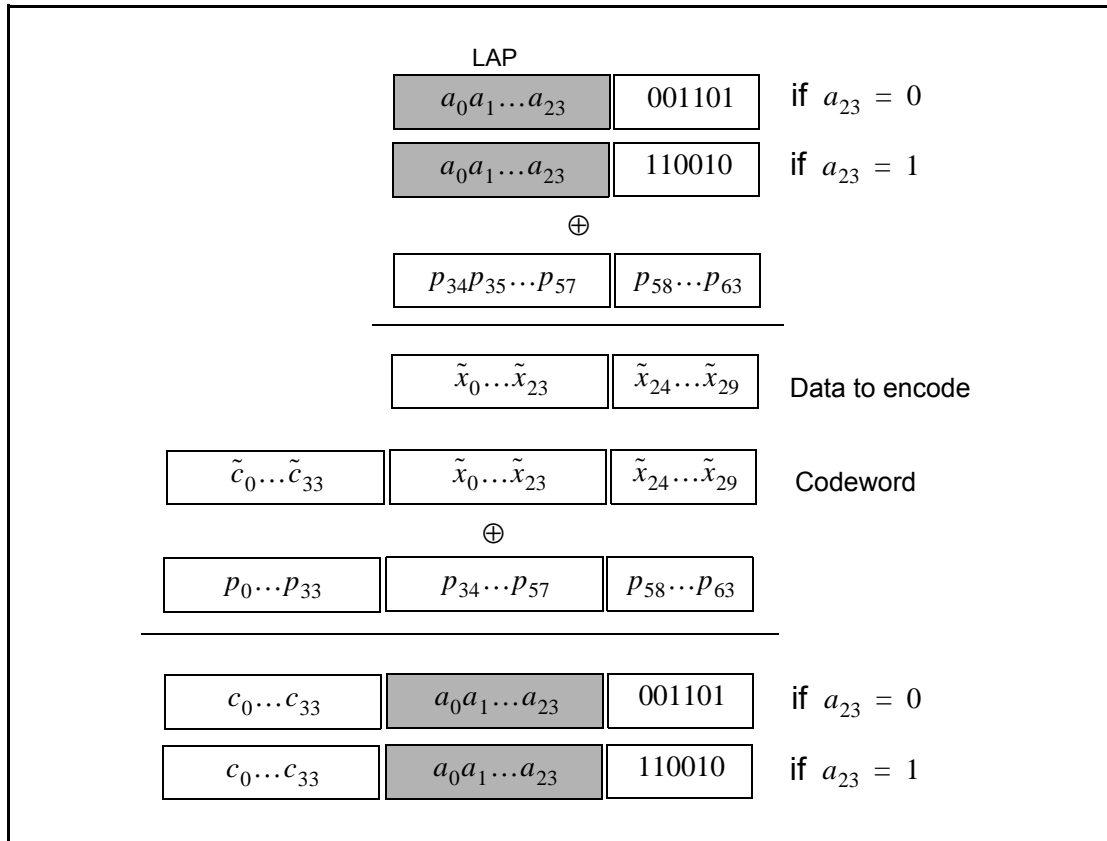 LAP
a₀a₁…a₂₃ 001101 if a₂₃ = 0
a₀a₁…a₂₃ 110010 if a₂₃ = 1
⊕
p₃₄p₃₅…p₅₇ p₅₈…p₆₃
x̃₀…x̃₂₃ x̃₂₄…x̃₂₉ Data to encode
c̃₀…c̃₃₃ x̃₀…x̃₂₃ x̃₂₄…x̃₂₉ Codeword
⊕
p₀…p₃₃ p₃₄…p₅₇ p₅₈…p₆₃
c₀…c₃₃ a₀a₁…a₂₃ 001101 if a₂₃ = 0
c₀…c₃₃ a₀a₁…a₂₃ 110010 if a₂₃ = 1